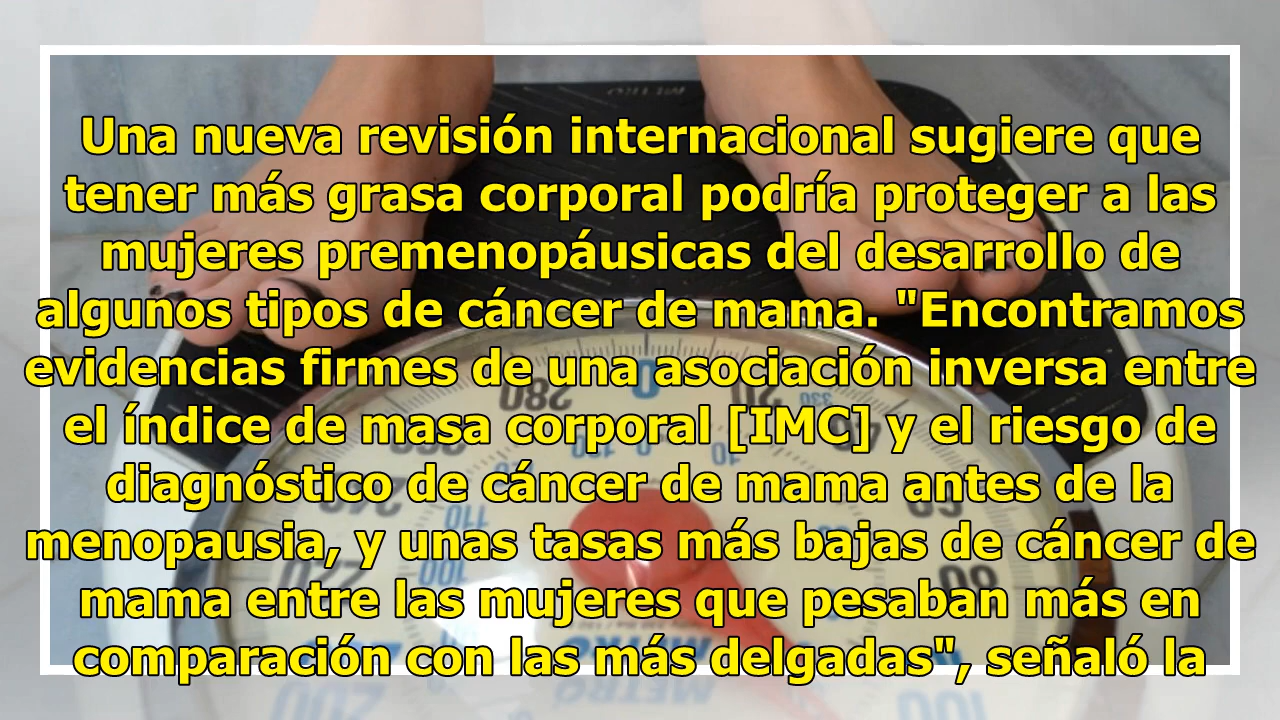 Una nueva revisión internacional sugiere que
tener más grasa corporal podría proteger a las
mujeres premenopáusicas del desarrollo de
algunos tipos de cáncer de mama. "Encontramos
evidencias firmes de una asociación inversa entre
el índice de masa corporal [IMC] y el riesgo de
diagnóstico de cáncer de mama antes de la
menopausia, y unas tasas más bajas de cáncer de
mama entre las mujeres que pesaban más en
comparación con las más delgadas", señaló la